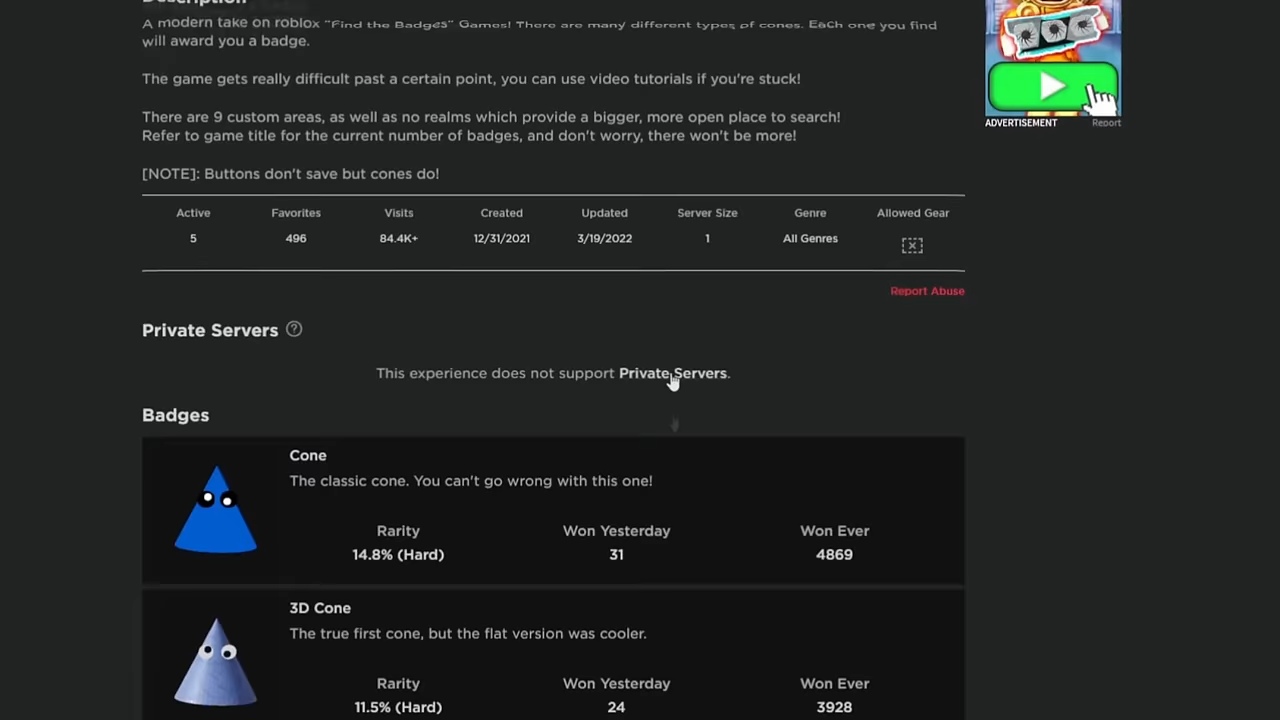 Description
A modern take on roblox "Find the Badges" Games! There are many different types of cones. Each one you find
will award you a badge.
The game gets really difficult past a certain point, you can use video tutorials if you're stuck!
There are 9 custom areas, as well as no realms which provide a bigger, more open place to search!
Refer to game title for the current number of badges, and don't worry, there won't be more!
[NOTE]: Buttons don't save but cones do!
ADVERTISEMENT Report
Active Favorites Visits Created Updated Server Size Genre Allowed Gear
5 496 84.4K+ 12/31/2021 3/19/2022 1 All Genres
Report Abuse
Private Servers
This experience does not support Private Servers.
Badges
Cone
The classic cone. You can't go wrong with this one!
Rarity Won Yesterday Won Ever
14.8% (Hard) 31 4869
3D Cone
The true first cone, but the flat version was cooler.
Rarity Won Yesterday Won Ever
11.5% (Hard) 24 3928